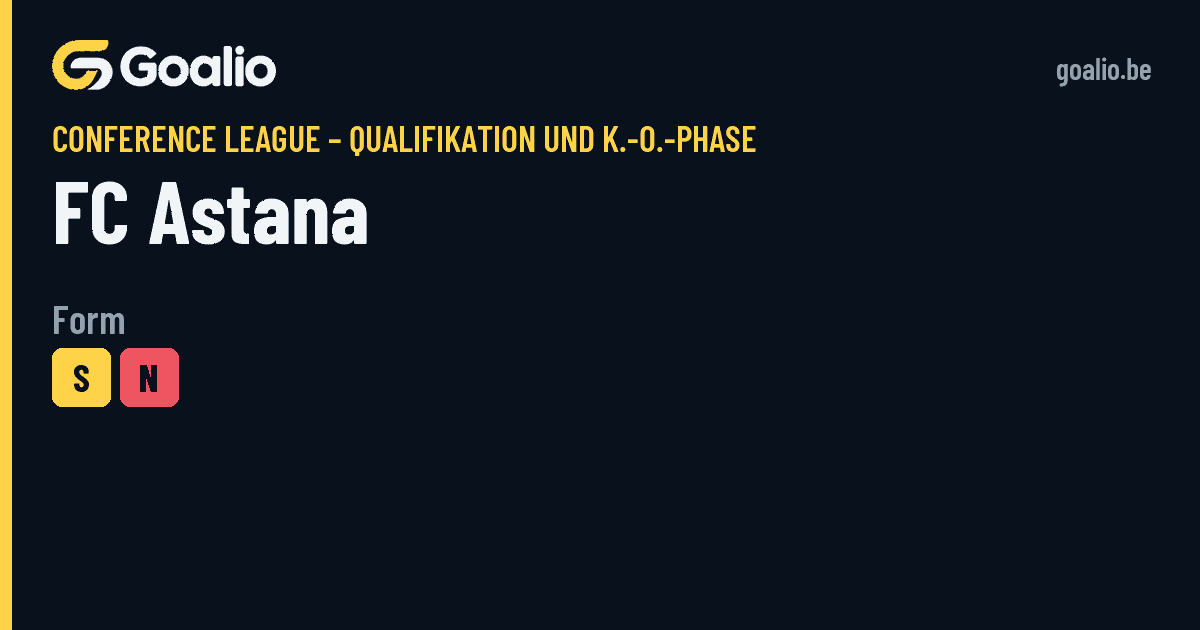 Goalio
goalio.be
CONFERENCE LEAGUE – QUALIFIKATION UND K.-O.-PHASE
FC Astana
Form
S N